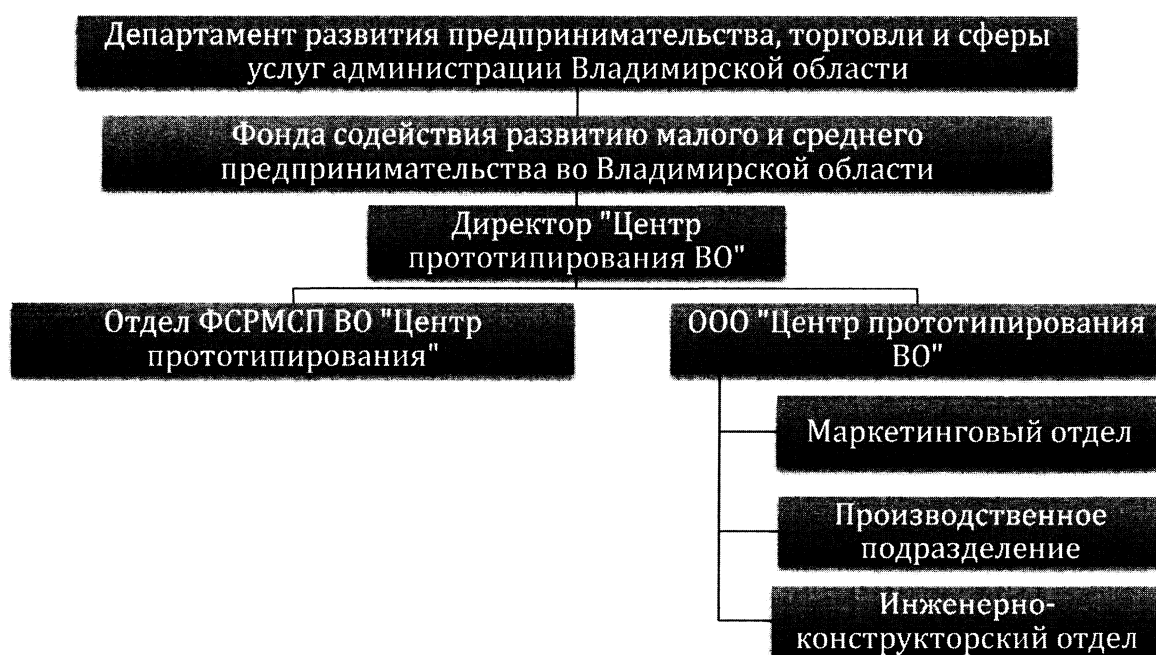 Департамент развития предпринимательства, торговли и сферы
услуг администрации Владимирской области
Фонда содействия развитию малого и среднего
предпринимательства во Владимирской области
Директор "Центр
прототипирования ВО"
Отдел ФСРМСП ВО "Центр
прототипирования"
ООО "Центр прототипирования
ВО"
Маркетинговый отдел
Производственное
подразделение
Инженерно-
конструкторский отдел